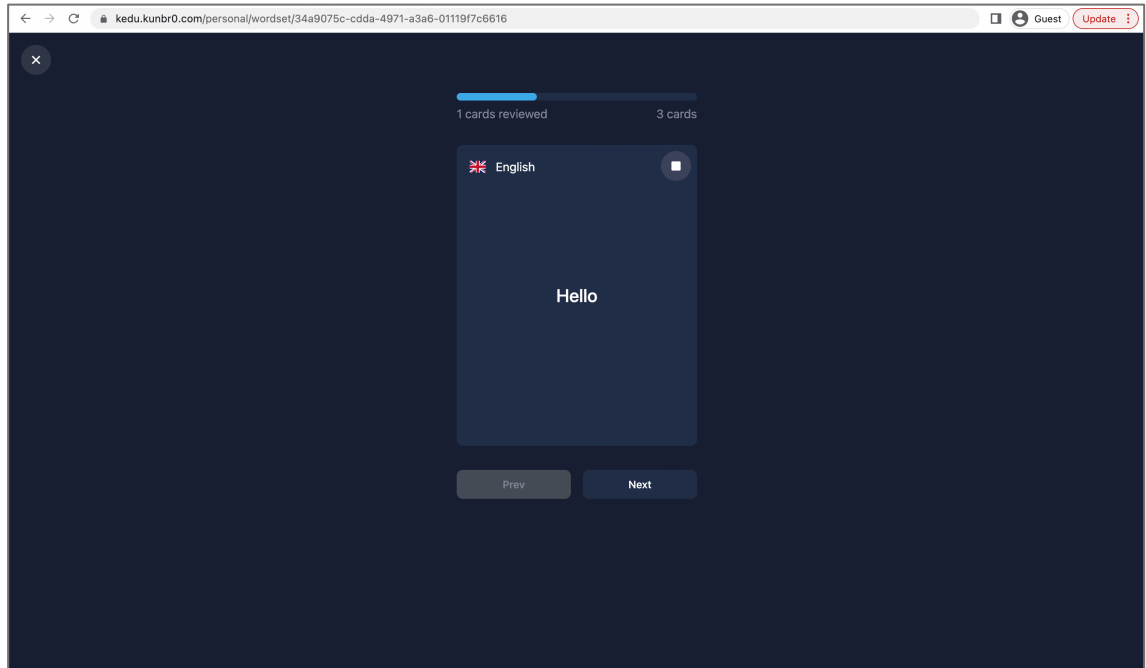 kedu.kunbr0.com/personal/wordset/34a9075c-cdda-4971-a3a6-01119f7c6616
Guest
Update
1 cards reviewed
3 cards
English
Hello
Prev
Next